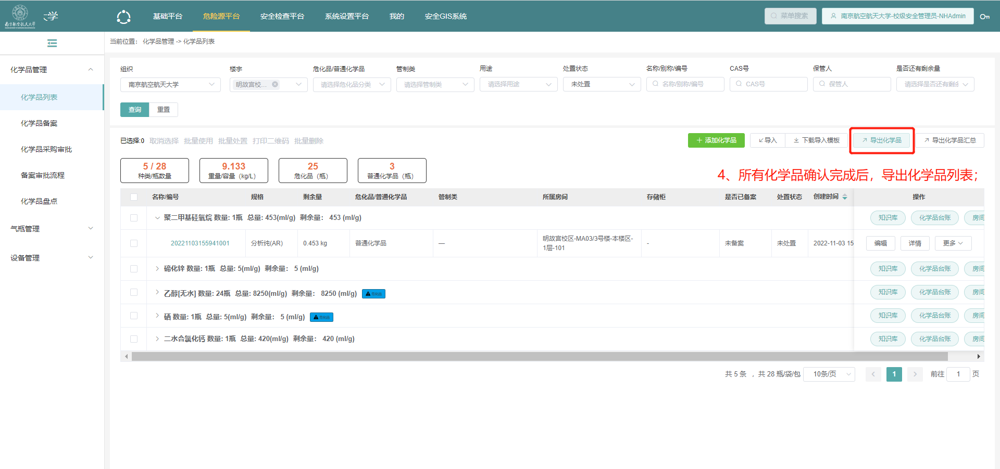 南京航空航天大学
大学
基础平台 危险源平台 安全检查平台 系统设置平台 我的 安全GIS系统
菜单搜索
南京航空航天大学-校级安全管理员-NHAdmin
当前位置： 化学品管理 -> 化学品列表
化学品管理
化学品列表
化学品备案
化学品采购审批
备案审批流程
化学品盘点
气瓶管理
设备管理
组织 楼宇 危化品/普通化学品 管制类 用途 处置状态 名称/别称/编号 CAS号 保管人 是否还有剩余量
南京航空航天大学 明故宫校... 请选择危化品分类 请选择管制类 请选择用途 未处置 名称/别称/编号 CAS号 保管人 请选择是否还有剩余
查询 重置
已选择:0 取消选择 批量使用 批量处置 打印二维码 批量删除
添加化学品 导入 下载导入模板 导出化学品 导出化学品汇总
5 / 28 9.133 25 3
种类/瓶数量 重量/容量（kg/L） 危化品（瓶） 普通化学品（瓶）
4、所有化学品确认完成后，导出化学品列表；
名称/编号 规格 剩余量 危化品/普通化学品 管制类 所属房间 存储柜 是否已备案 处置状态 创建时间 操作
聚二甲基硅氧烷 数量: 1瓶 总量: 453(ml/g) 剩余量： 453 (ml/g) 知识库 化学品台账 房间
20221103155941001 分析纯(AR) 0.453 kg 普通化学品 — 明故宫校区-MA03/3号楼-本楼区-1层-101 - 未备案 未处置 2022-11-03 15 编辑 详情 更多
碲化锌 数量: 1瓶 总量: 5(ml/g) 剩余量： 5 (ml/g) 知识库 化学品台账 房间
乙醇[无水] 数量: 24瓶 总量: 8250(ml/g) 剩余量： 8250 (ml/g) 危化品 知识库 化学品台账 房间
硒 数量: 1瓶 总量: 5(ml/g) 剩余量： 5 (ml/g) 危化品 知识库 化学品台账 房间
二水合氯化钙 数量: 1瓶 总量: 420(ml/g) 剩余量： 420 (ml/g) 知识库 化学品台账 房间
共 5 条 ，共 28 瓶/袋/包 10条/页 1 前往 1 页